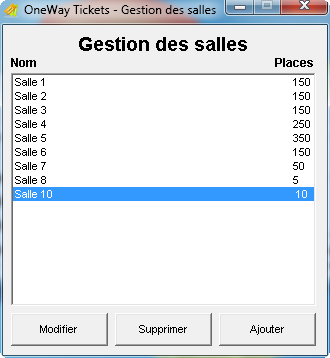 OneWay Tickets - Gestion des salles
Gestion des salles
Nom Places
Salle 1 150
Salle 2 150
Salle 3 150
Salle 4 250
Salle 5 350
Salle 6 150
Salle 7 50
Salle 8 5
Salle 10 10
Modifier Supprimer Ajouter